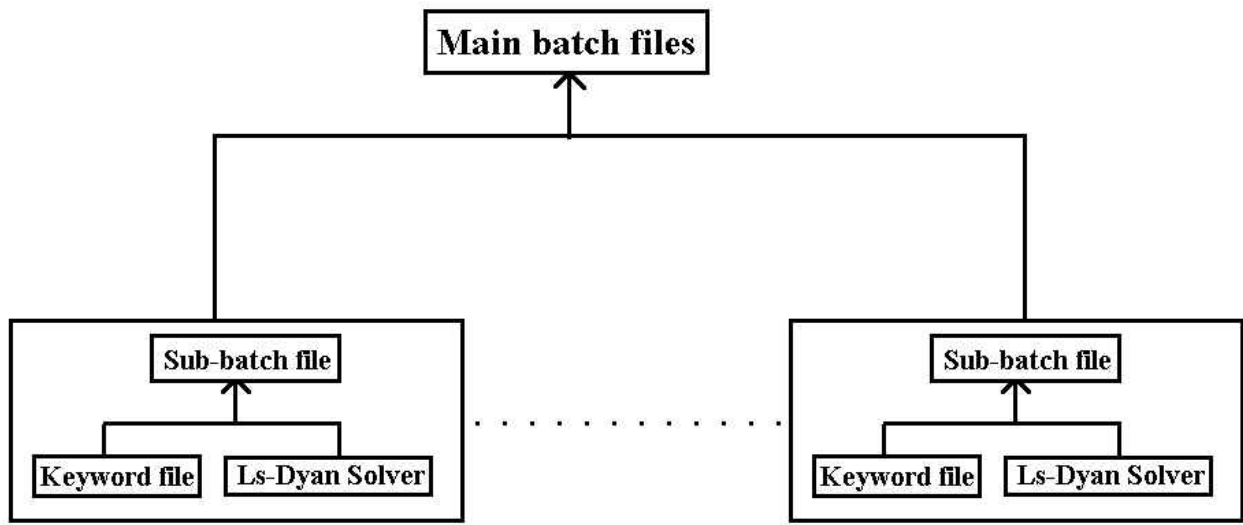 Main batch files
Sub-batch file
Sub-batch file
Keyword file
Ls-Dyan Solver
Keyword file
Ls-Dyan Solver